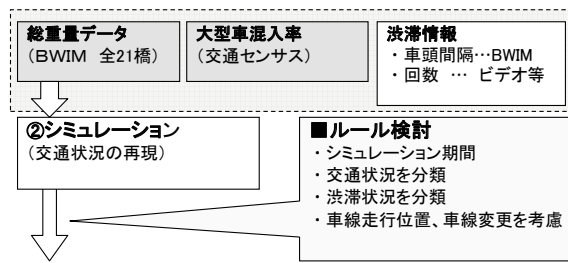 総重量データ
（BWIM 全21橋）
大型車混入率
（交通センサス）
渋滞情報
・車頭間隔…BWIM
・回数 … ビデオ等
②シミュレーション
（交通状況の再現）
■ルール検討
・シミュレーション期間
・交通状況を分類
・渋滞状況を分類
・車線走行位置、車線変更を考慮